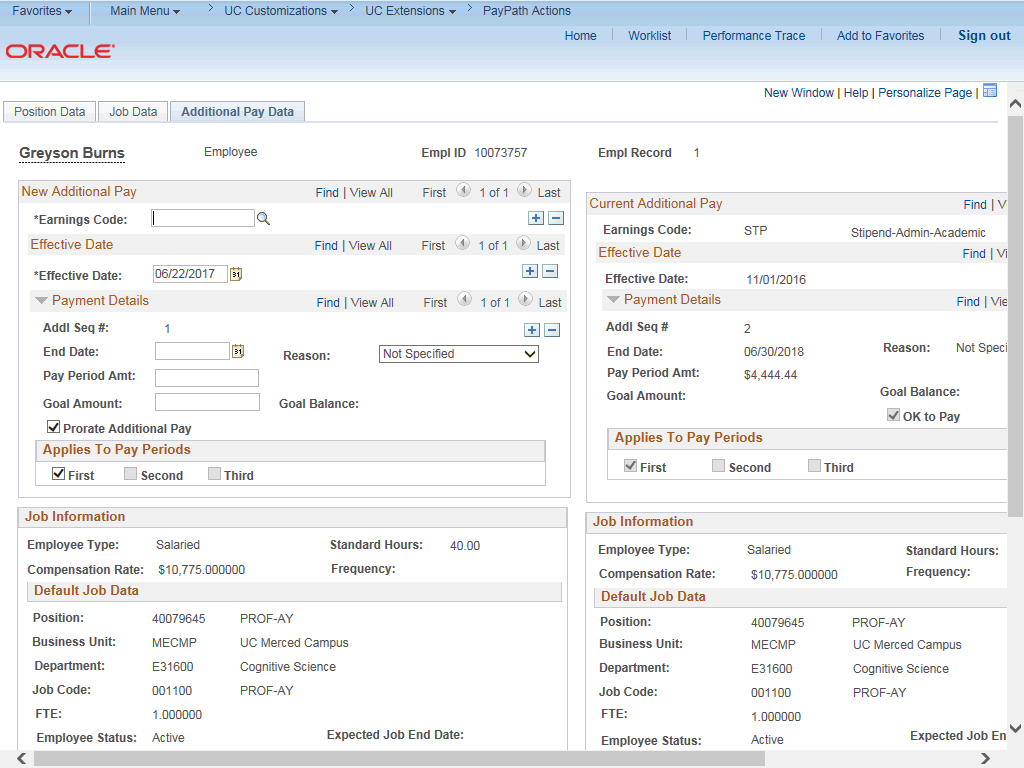 Favorites Main Menu UC Customizations UC Extensions PayPath Actions
Home Worklist Performance Trace Add to Favorites Sign out
ORACLE
New Window | Help | Personalize Page |
Position Data Job Data Additional Pay Data
Greyson Burns Employee Empl ID 10073757 Empl Record 1
New Additional Pay Find | View All First 1 of 1 Last
*Earnings Code:
Effective Date Find | View All First 1 of 1 Last
*Effective Date: 06/22/2017
Payment Details Find | View All First 1 of 1 Last
Addl Seq #: 1
End Date: Reason: Not Specified
Pay Period Amt:
Goal Amount: Goal Balance:
Prorate Additional Pay
Applies To Pay Periods
First Second Third
Current Additional Pay Find | V
Earnings Code: STP Stipend-Admin-Academic
Effective Date Find | Vi
Effective Date: 11/01/2016
Payment Details Find | Vie
Addl Seq # 2
End Date: 06/30/2018 Reason: Not Speci
Pay Period Amt: $4,444.44
Goal Amount: Goal Balance:
OK to Pay
Applies To Pay Periods
First Second Third
Job Information
Employee Type: Salaried Standard Hours: 40.00
Compensation Rate: $10,775.000000 Frequency:
Default Job Data
Position: 40079645 PROF-AY
Business Unit: MECMP UC Merced Campus
Department: E31600 Cognitive Science
Job Code: 001100 PROF-AY
FTE: 1.000000
Employee Status: Active Expected Job End Date:
Job Information
Employee Type: Salaried Standard Hours:
Compensation Rate: $10,775.000000 Frequency:
Default Job Data
Position: 40079645 PROF-AY
Business Unit: MECMP UC Merced Campus
Department: E31600 Cognitive Science
Job Code: 001100 PROF-AY
FTE: 1.000000
Employee Status: Active Expected Job En